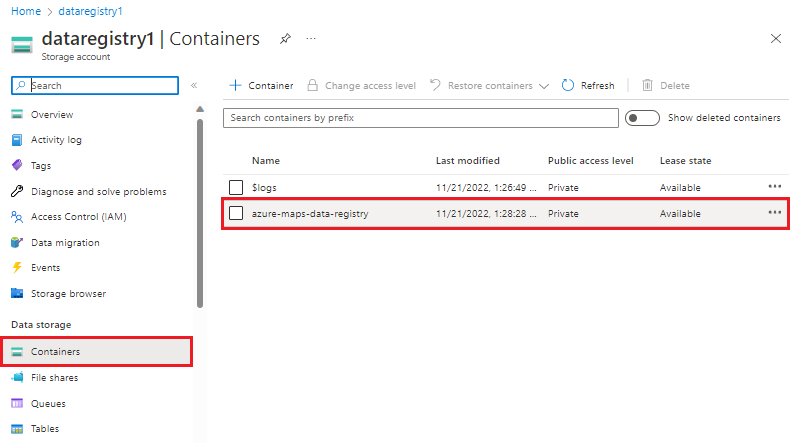 Home > dataregistry1
dataregistry1 | Containers ...
Storage account
Search «
Overview
Activity log
Tags
Diagnose and solve problems
Access Control (IAM)
Data migration
Events
Storage browser
Data storage
Containers
File shares
Queues
Tables
+ Container Change access level Restore containers Refresh Delete
Search containers by prefix Show deleted containers
Name Last modified Public access level Lease state
$logs 11/21/2022, 1:26:49 ... Private Available ...
azure-maps-data-registry 11/21/2022, 1:28:28 ... Private Available ...